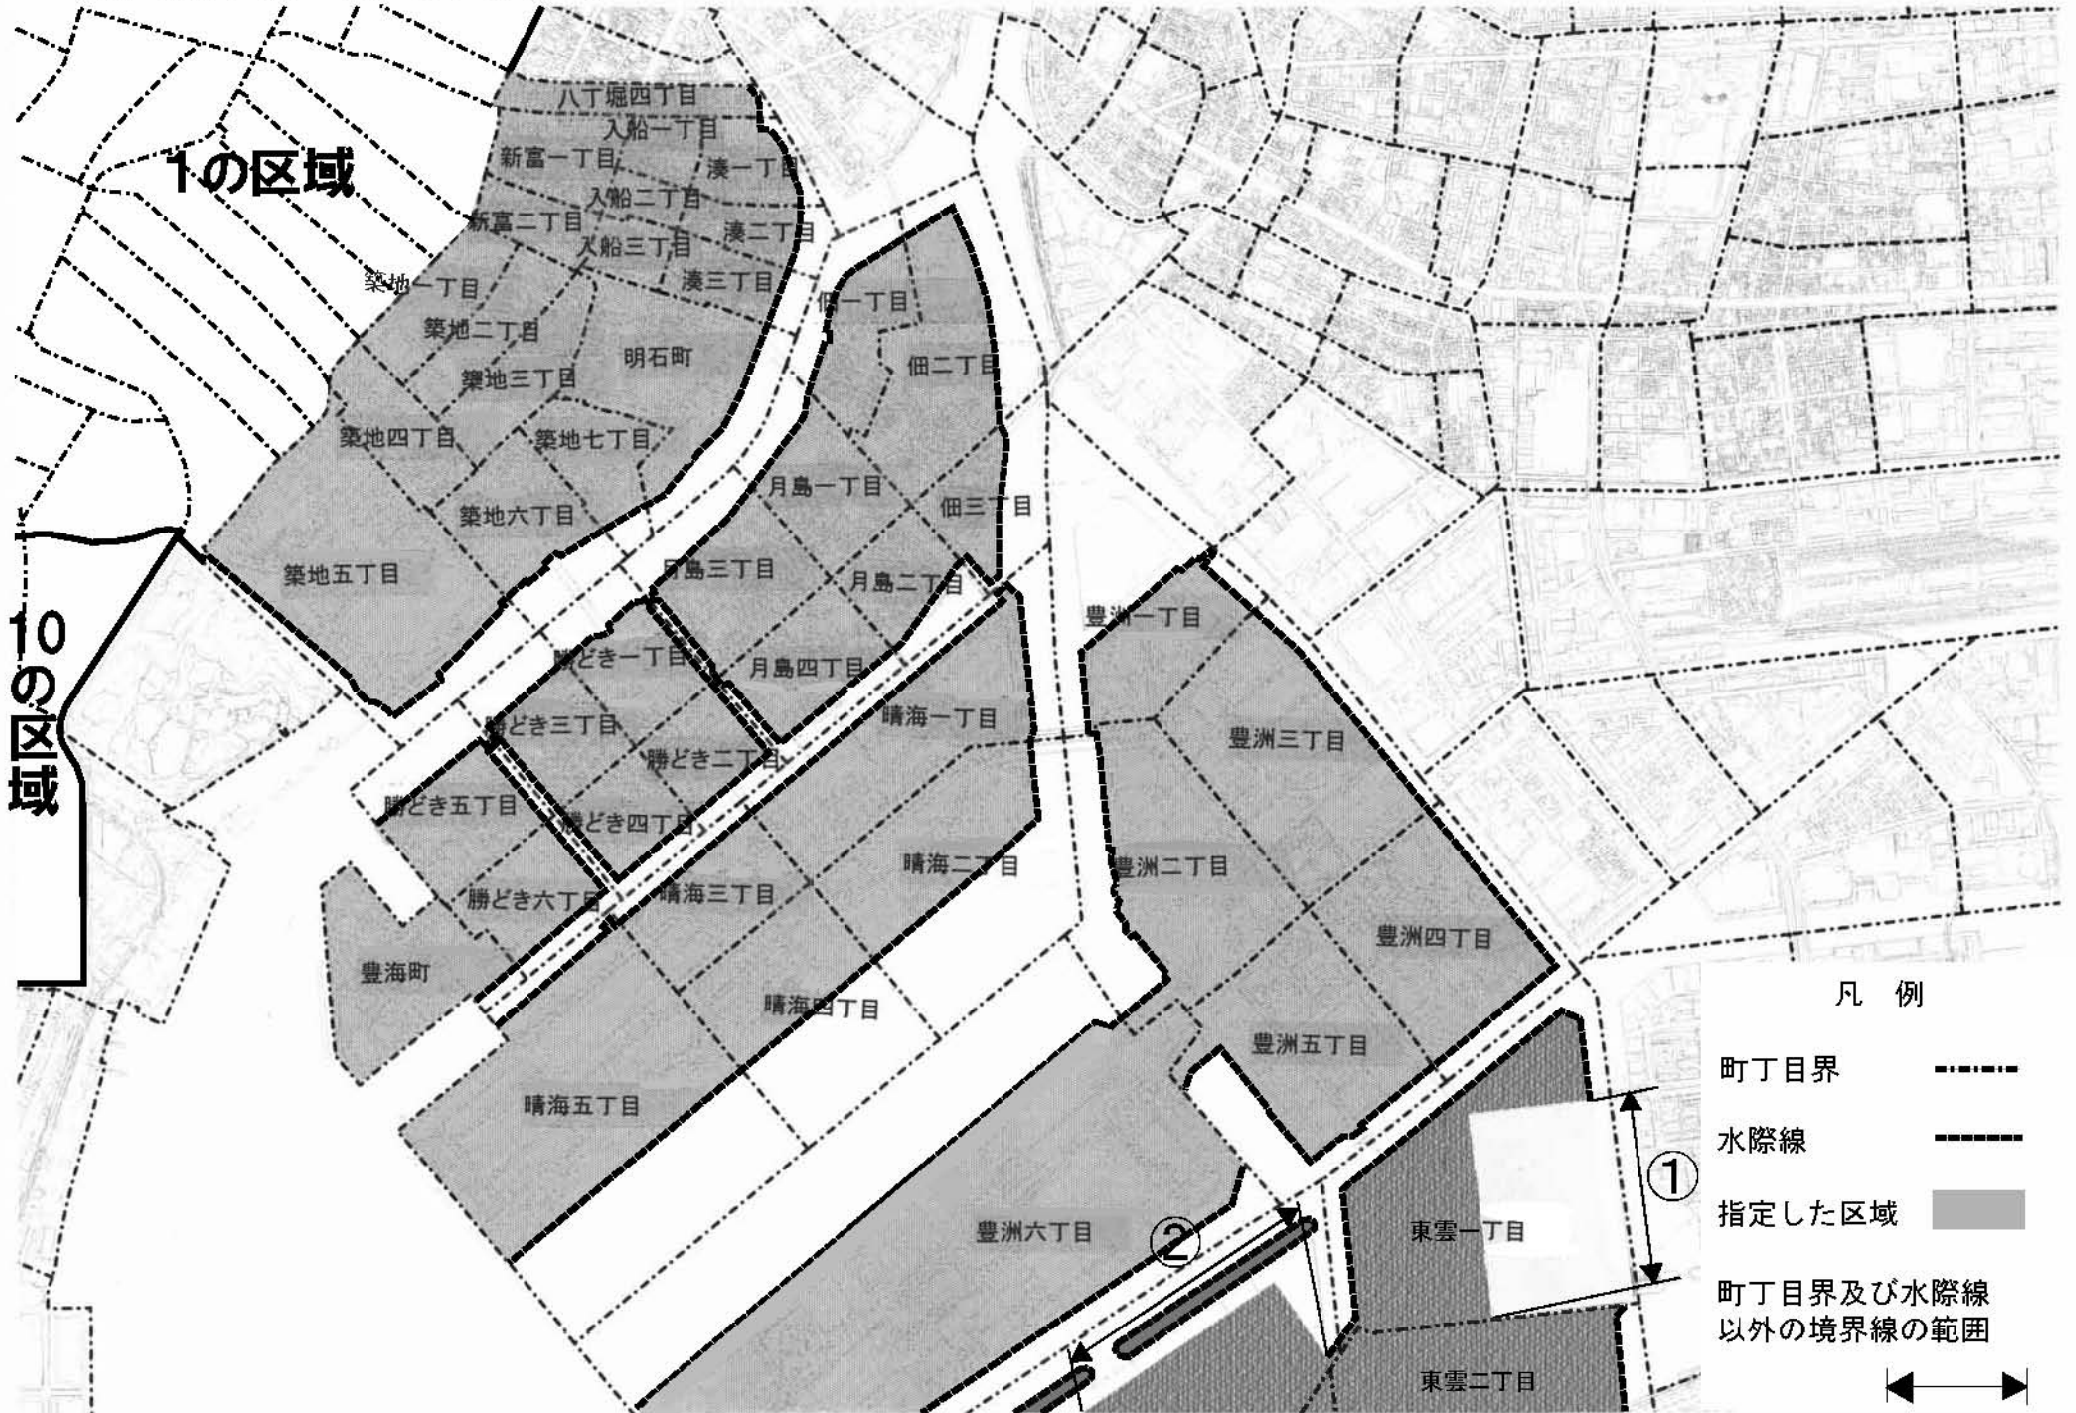 八丁堀四丁目
入船一丁目
1の区域
新富一丁目
湊一丁目
入船二丁目
新富二丁目
湊二丁目
入船三丁目
築地一丁目
湊三丁目
佃一丁目
築地二丁目
明石町
佃二丁目
築地三丁目
築地四丁目
築地七丁目
月島一丁目
佃三丁目
築地六丁目
築地五丁目
月島三丁目
月島二丁目
豊洲一丁目
10の区域
勝どき一丁目
月島四丁目
晴海一丁目
勝どき三丁目
豊洲三丁目
勝どき二丁目
勝どき五丁目
勝どき四丁目
晴海二丁目
豊洲二丁目
勝どき六丁目
晴海三丁目
豊洲四丁目
豊海町
晴海四丁目
豊洲五丁目
晴海五丁目
豊洲六丁目
②
東雲一丁目
①
東雲二丁目
凡 例
町丁目界
水際線
指定した区域
町丁目界及び水際線
以外の境界線の範囲